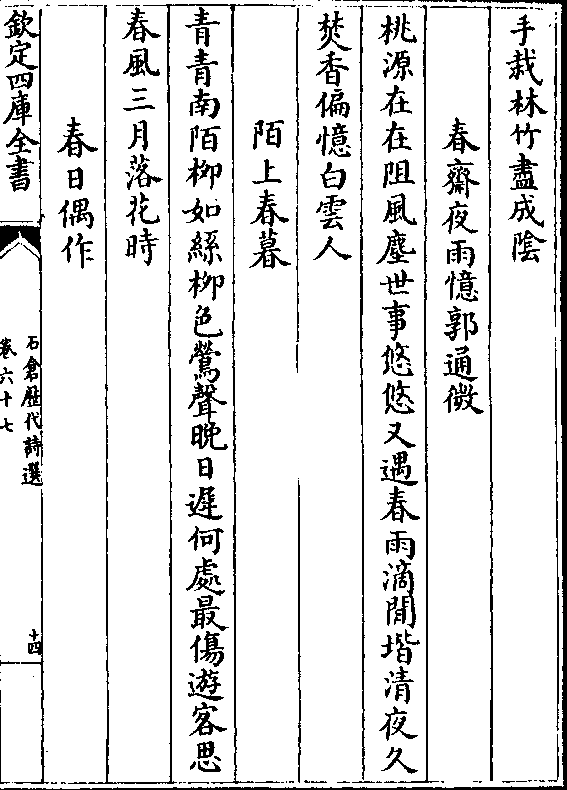 手栽林竹盡成陰
春齋夜雨憶郭通微
桃源在在阻風塵世事悠悠又遇春雨滴閒堦清夜久
焚香偏憶白雲人
陌上春暮
青青南陌柳如絲柳色鶯聲晚日遲何處最傷遊客思
春風三月落花時
春日偶作
欽定四庫全書
石倉歷代詩選
卷六十七
十四